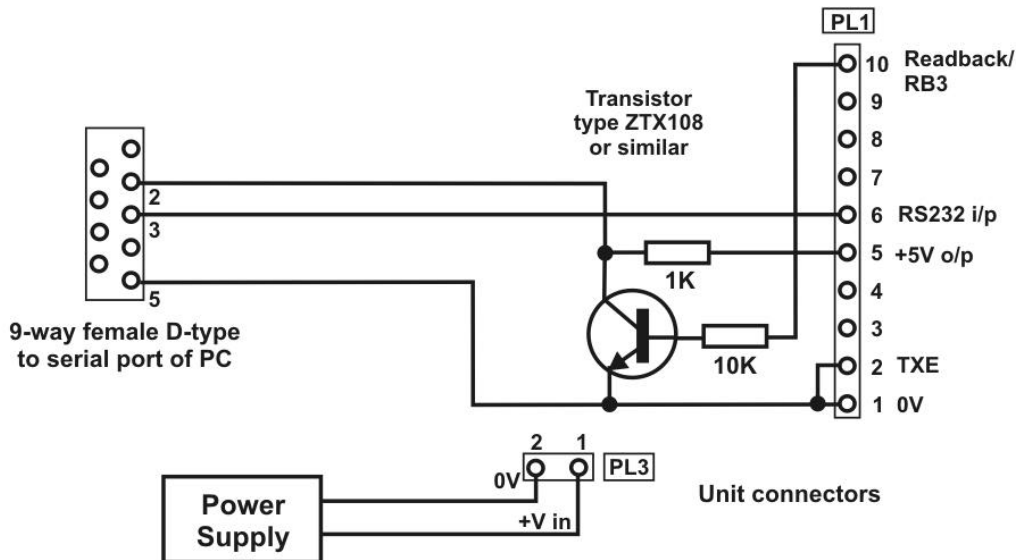 PL1
10 Readback/
RB3
9
8
7
6 RS232 i/p
5 +5V o/p
4
3
2 TXE
1 0V
Transistor
type ZTX108
or similar
2
3
5
1K
10K
9-way female D-type
to serial port of PC
2 1
PL3
0V
+V in
Power
Supply
Unit connectors